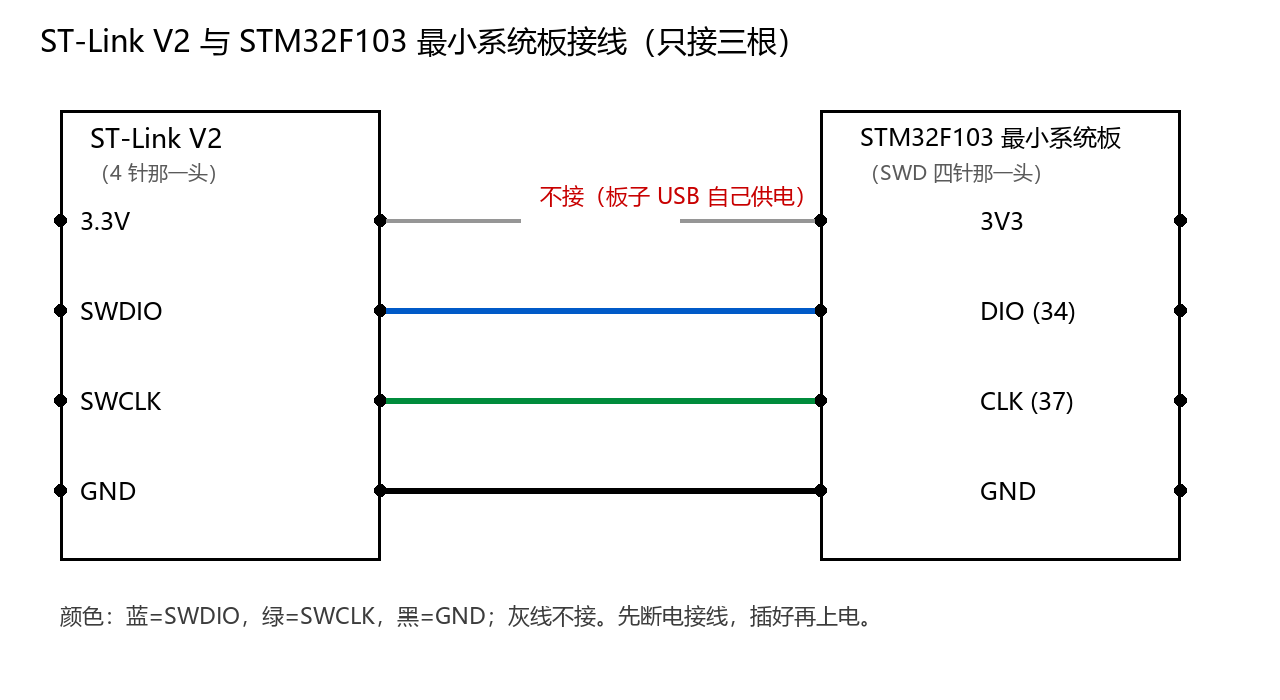 ST-Link V2 与 STM32F103 最小系统板接线（只接三根）
ST-Link V2
（4 针那一头）
STM32F103 最小系统板
（SWD 四针那一头）
不接（板子 USB 自己供电）
3.3V
3V3
SWDIO
DIO (34)
SWCLK
CLK (37)
GND
GND
颜色：蓝=SWDIO，绿=SWCLK，黑=GND；灰线不接。先断电接线，插好再上电。